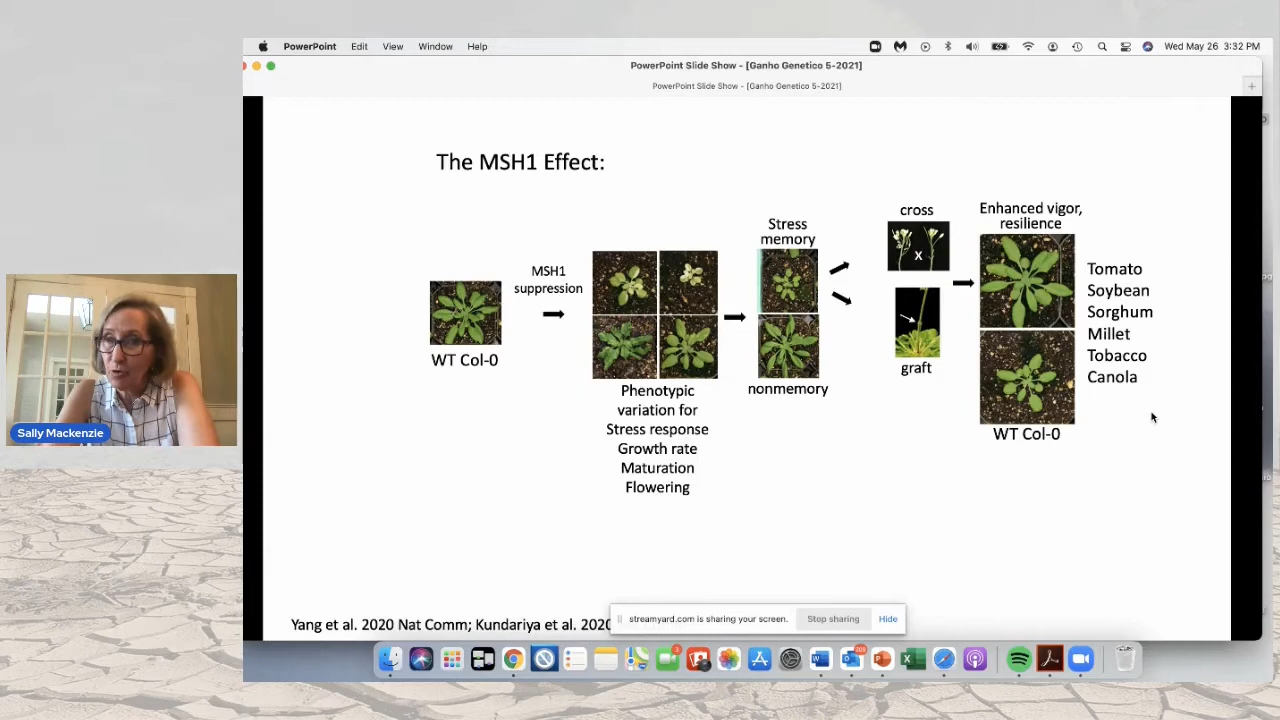 PowerPoint Edit View Window Help
Wed May 26 3:32 PM
PowerPoint Slide Show - [Ganho Genetico 5-2021]
PowerPoint Slide Show - [Ganho Genetico 5-2021]
The MSH1 Effect:
WT Col-0
MSH1
suppression
Phenotypic
variation for
Stress response
Growth rate
Maturation
Flowering
Stress
memory
nonmemory
cross
X
graft
Enhanced vigor,
resilience
WT Col-0
Tomato
Soybean
Sorghum
Millet
Tobacco
Canola
Sally Mackenzie
Yang et al. 2020 Nat Comm; Kundariya et al. 2020
streamyard.com is sharing your screen.
Stop sharing
Hide